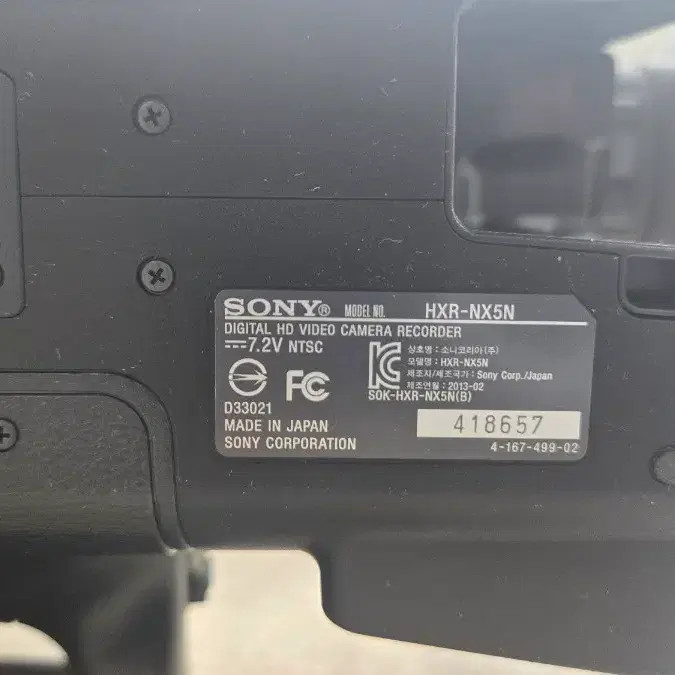 SONY® MODEL NO. HXR-NX5N
DIGITAL HD VIDEO CAMERA RECORDER
⎓7.2V NTSC
상호명 : 소니코리아(주)
모델명 : HXR-NX5N
제조자/제조국가 : Sony Corp./Japan
제조연월 : 2013-02
SOK-HXR-NX5N(B)
FC
D33021
MADE IN JAPAN
SONY CORPORATION
418657
4-167-499-02